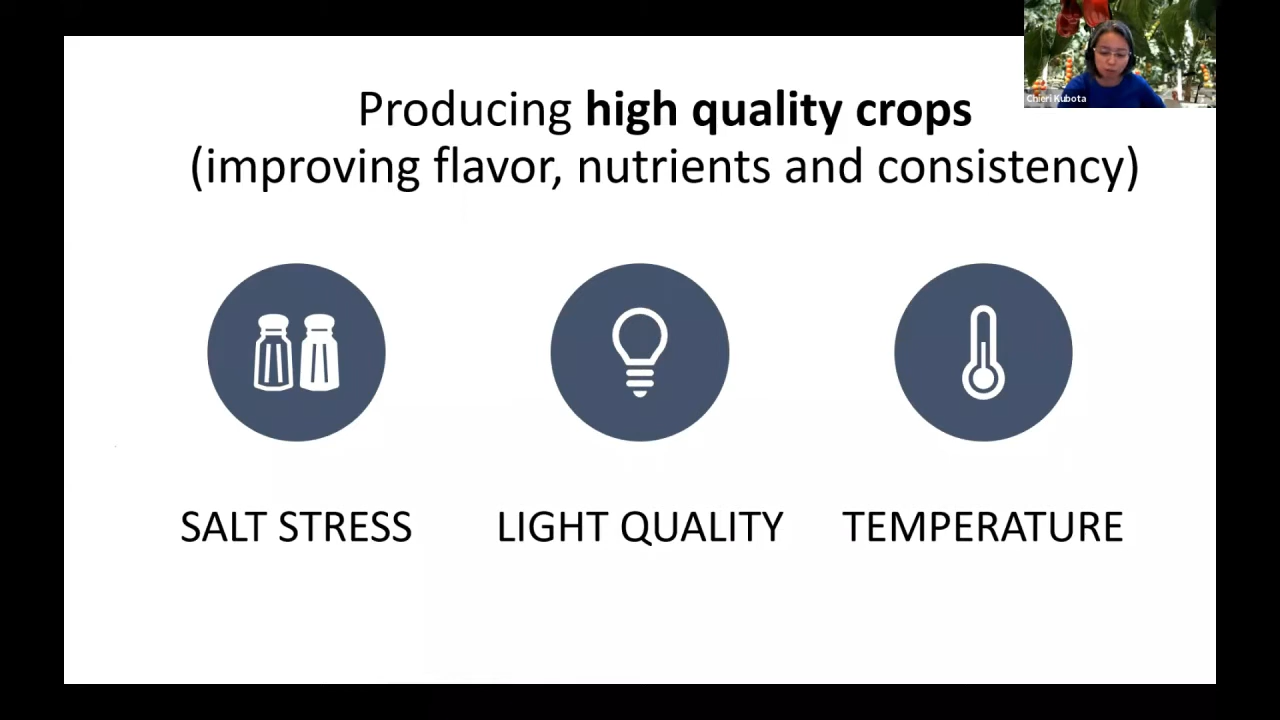 Producing high quality crops
(improving flavor, nutrients and consistency)
Chieri Kubota
SALT STRESS
LIGHT QUALITY
TEMPERATURE